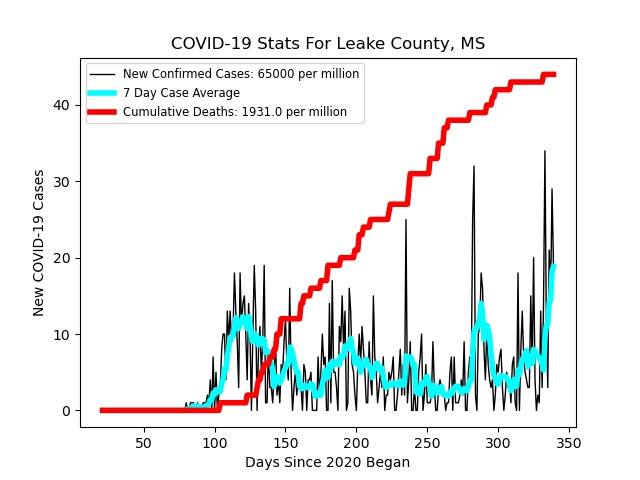 COVID-19 Stats For Leake County, MS
New Confirmed Cases: 65000 per million
7 Day Case Average
Cumulative Deaths: 1931.0 per million
New COVID-19 Cases
40
30
20
10
0
50 100 150 200 250 300 350
Days Since 2020 Began